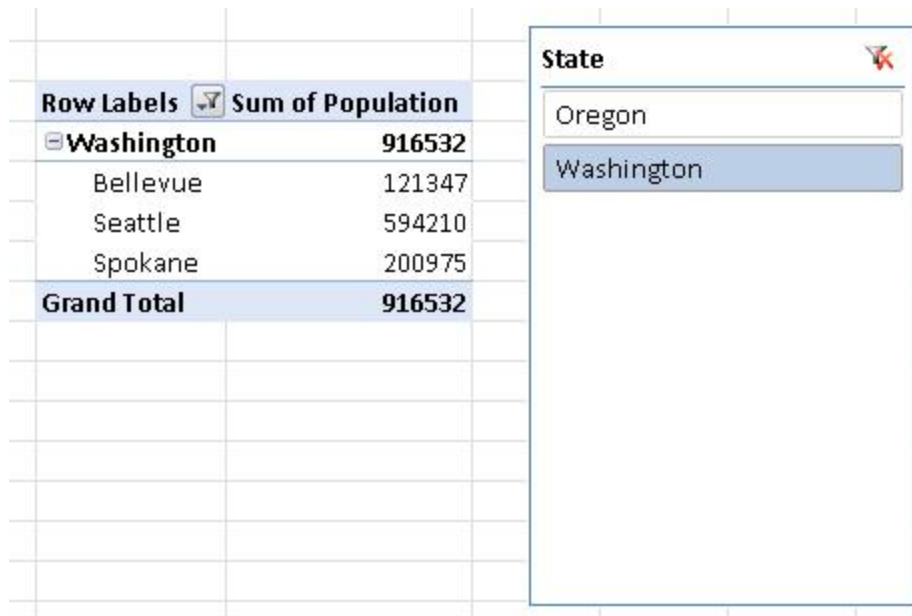 Row Labels Sum of Population
Washington 916532
Bellevue 121347
Seattle 594210
Spokane 200975
Grand Total 916532
State
Oregon
Washington